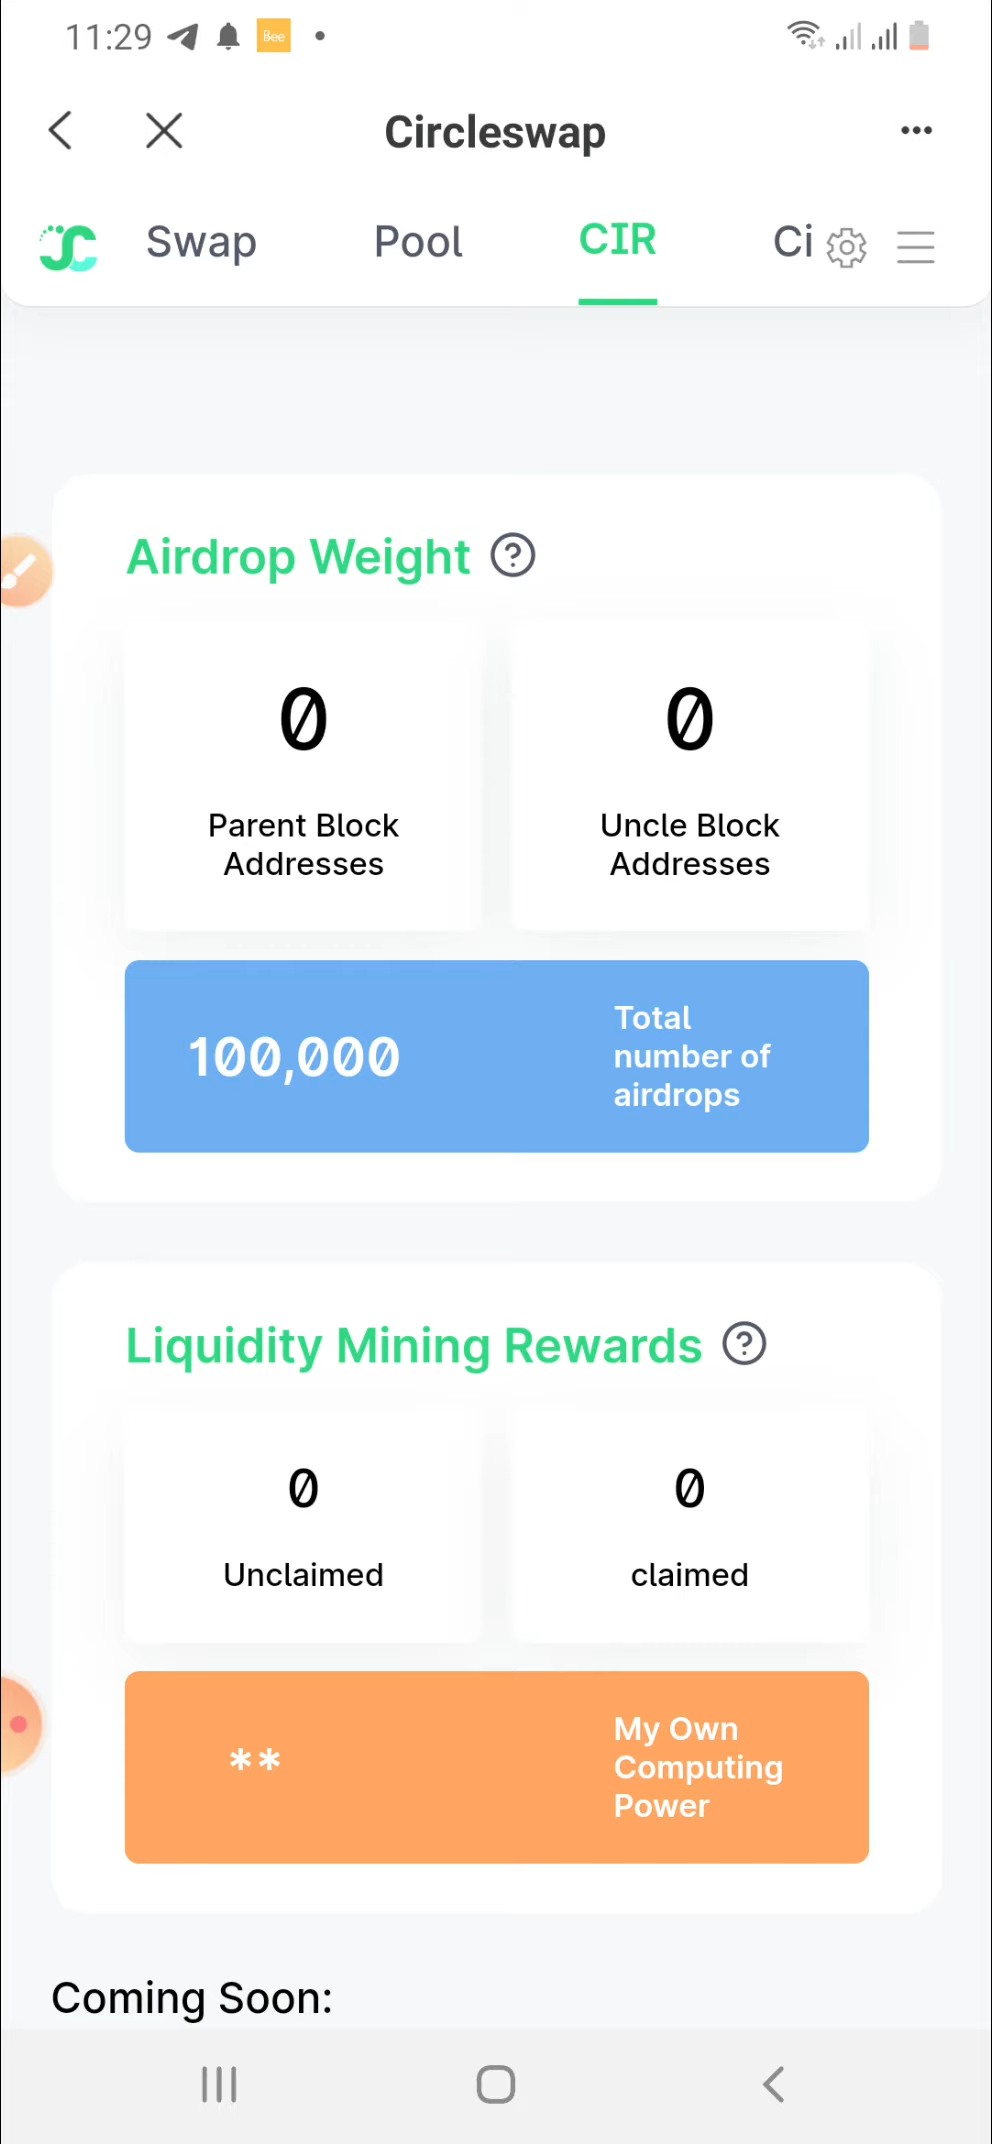 11:29 Bee
Circleswap
Swap Pool CIR Ci
Airdrop Weight ?
0 0
Parent Block Uncle Block
Addresses Addresses
100,000
Total
number of
airdrops
Liquidity Mining Rewards ?
0 0
Unclaimed claimed
**
My Own
Computing
Power
Coming Soon: